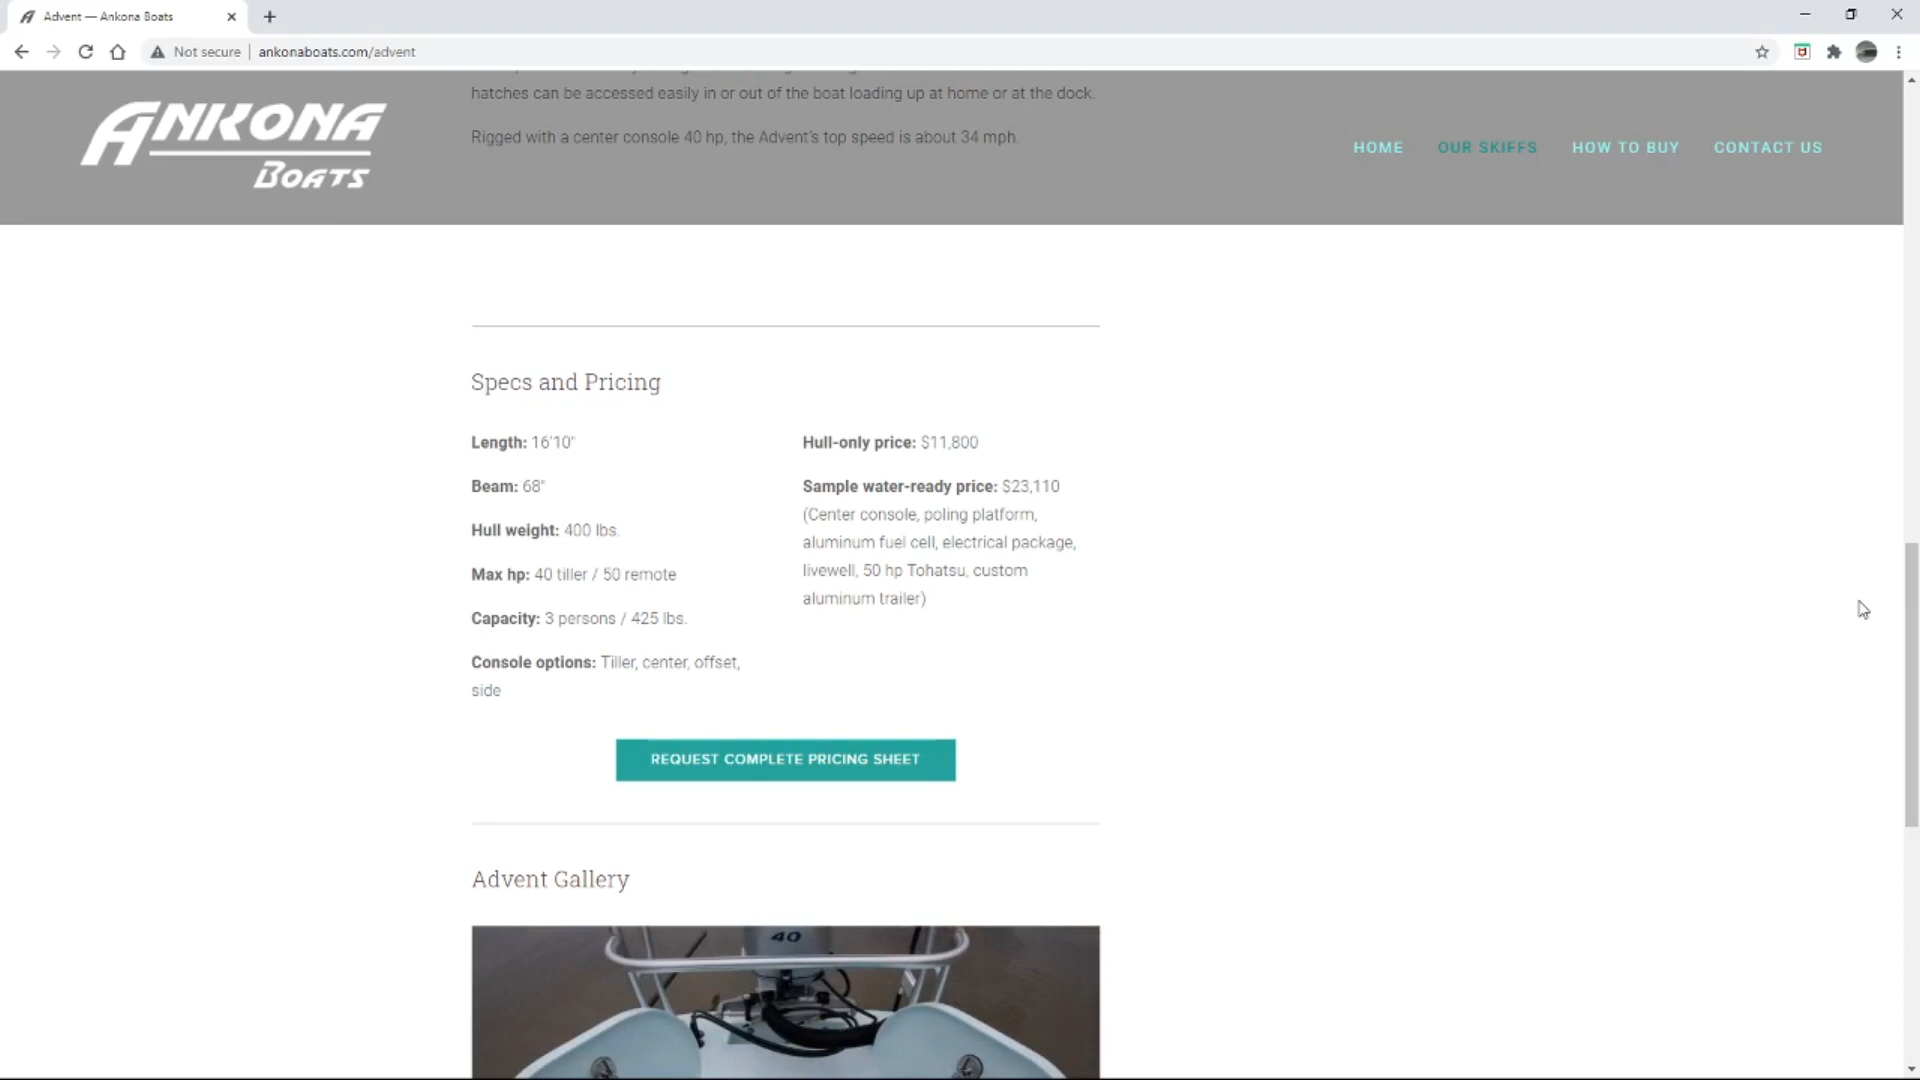 Advent — Ankona Boats
Not secure
ankonaboats.com/advent
hatches can be accessed easily in or out of the boat loading up at home or at the dock.
Rigged with a center console 40 hp, the Advent's top speed is about 34 mph.
ANKONA
BOATS
HOME
OUR SKIFFS
HOW TO BUY
CONTACT US
Specs and Pricing
Length: 16'10"
Beam: 68"
Hull weight: 400 lbs.
Max hp: 40 tiller / 50 remote
Capacity: 3 persons / 425 lbs.
Console options: Tiller, center, offset,
side
Hull-only price: $11,800
Sample water-ready price: $23,110
(Center console, poling platform,
aluminum fuel cell, electrical package,
livewell, 50 hp Tohatsu, custom
aluminum trailer)
REQUEST COMPLETE PRICING SHEET
Advent Gallery
40